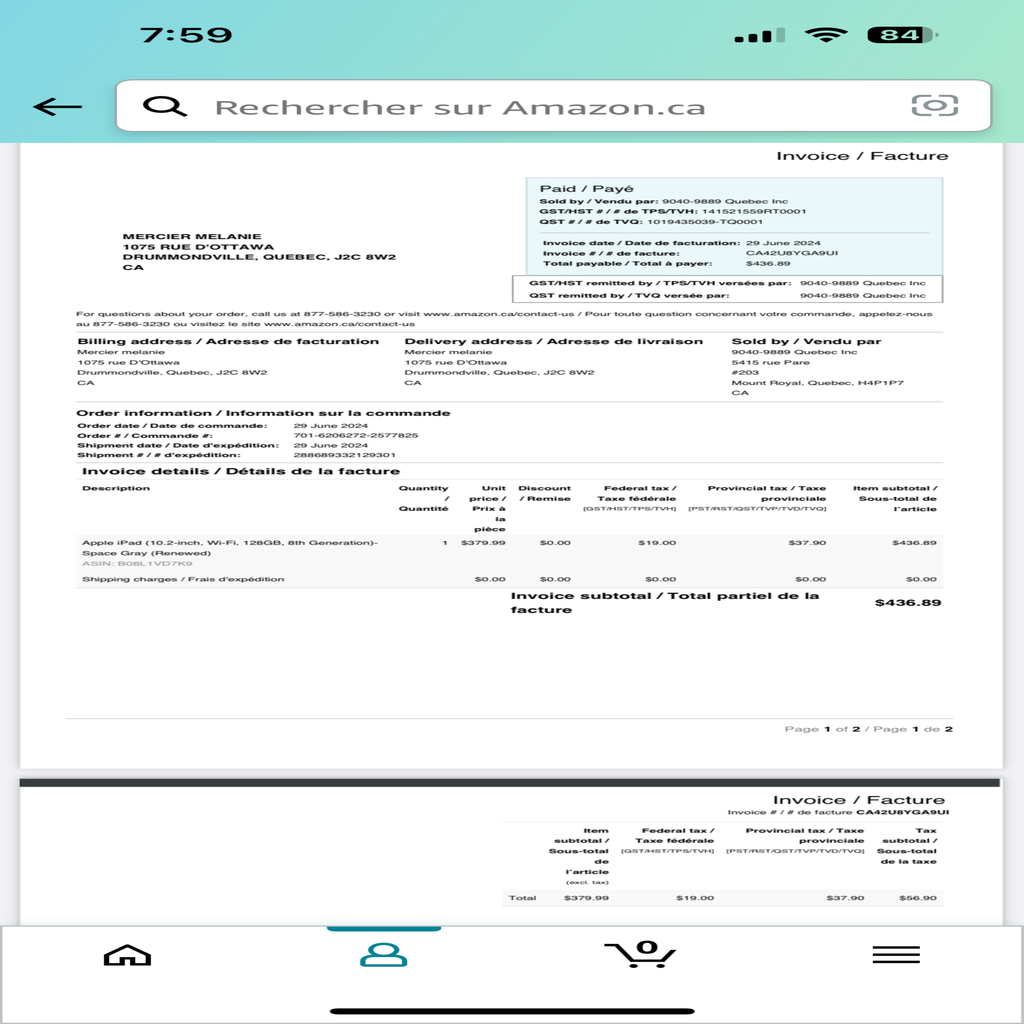 7:59
84
Rechercher sur Amazon.ca
Invoice / Facture
Paid / Payé
Sold by / Vendu par: 9040-9889 Quebec Inc
GST/HST # / # de TPS/TVH: 141521559RT0001
QST # / # de TVQ: 1019435039-TQ0001
Invoice date / Date de facturation: 29 June 2024
Invoice # / # de facture: CA42U8YGA9UI
Total payable / Total à payer: $436.89
GST/HST remitted by / TPS/TVH versées par: 9040-9889 Quebec Inc
QST remitted by / TVQ versée par: 9040-9889 Quebec Inc
MERCIER MELANIE
1075 RUE D'OTTAWA
DRUMMONDVILLE, QUEBEC, J2C 8W2
CA
For questions about your order, call us at 877-586-3230 or visit www.amazon.ca/contact-us / Pour toute question concernant votre commande, appelez-nous
au 877-586-3230 ou visitez le site www.amazon.ca/contact-us
Billing address / Adresse de facturation
Mercier melanie
1075 rue D'Ottawa
Drummondville, Quebec, J2C 8W2
CA
Delivery address / Adresse de livraison
Mercier melanie
1075 rue D'Ottawa
Drummondville, Quebec, J2C 8W2
CA
Sold by / Vendu par
9040-9889 Quebec Inc
5415 rue Pare
#203
Mount Royal, Quebec, H4P1P7
CA
Order information / Information sur la commande
Order date / Date de commande: 29 June 2024
Order # / Commande #: 701-6206272-2577825
Shipment date / Date d'expédition: 29 June 2024
Shipment # / # d'expédition: 288689332129301
Invoice details / Détails de la facture
Description
Quantity
/
Quantité
Unit
price /
Prix à
la
pièce
Discount
/ Remise
Federal tax /
Taxe fédérale
[GST/HST/TPS/TVH]
Provincial tax / Taxe
provinciale
[PST/RST/QST/TVP/TVD/TVQ]
Item subtotal /
Sous-total de
l'article
Apple iPad (10.2-inch, Wi-Fi, 128GB, 8th Generation)- 1 $379.99 $0.00 $19.00 $37.90 $436.89
Space Gray (Renewed)
ASIN: B08L1VD7K9
Shipping charges / Frais d'expédition $0.00 $0.00 $0.00 $0.00 $0.00
Invoice subtotal / Total partiel de la
facture
$436.89
Page 1 of 2 / Page 1 de 2
Invoice / Facture
Invoice # / # de facture CA42U8YGA9UI
Item
subtotal /
Sous-total
de
l'article
(excl. tax)
Federal tax /
Taxe fédérale
[GST/HST/TPS/TVH]
Provincial tax / Taxe
provinciale
[PST/RST/QST/TVP/TVD/TVQ]
Tax
subtotal /
Sous-total
de la taxe
Total $379.99 $19.00 $37.90 $56.90
0